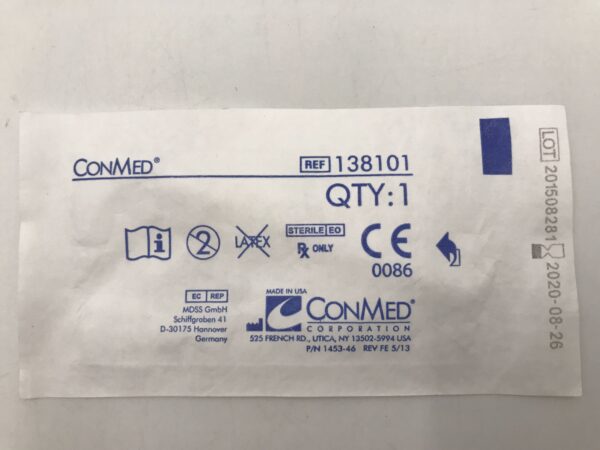 CONMED®
REF 138101
QTY:1
i
2
LATEX
STERILE EO
Rx ONLY
CE
0086
EC REP
MDSS GmbH
Schiffgraben 41
D-30175 Hannover
Germany
MADE IN USA
CONMED®
CORPORATION
525 FRENCH RD., UTICA, NY 13502-5994 USA
P/N 1453-46 REV FE 5/13
LOT 201508281 2020-08-26